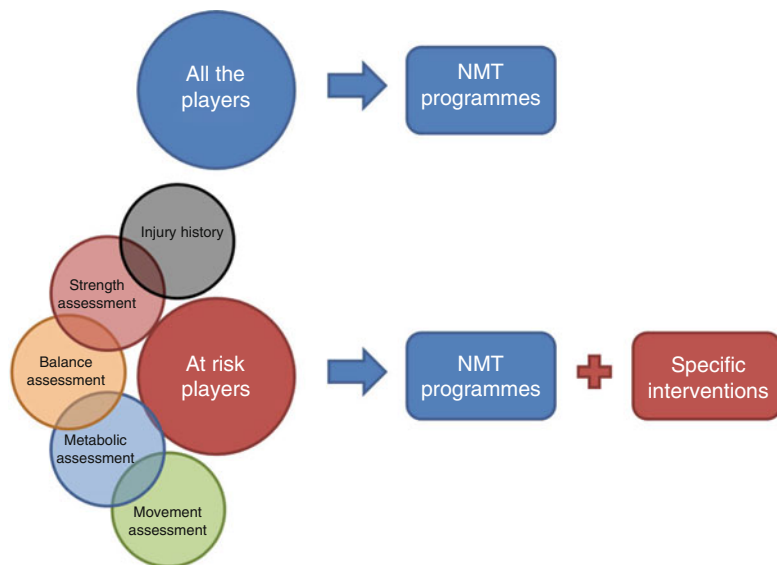 All the
players
NMT
programmes
Injury history
Strength
assessment
Balance
assessment
Metabolic
assessment
Movement
assessment
At risk
players
NMT
programmes
Specific
interventions